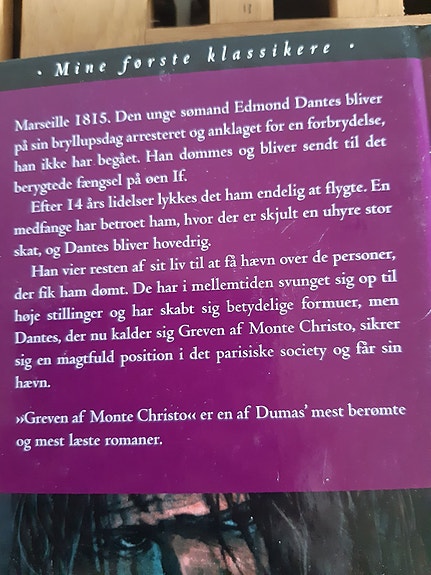 · Mine første klassikere ·
Marseille 1815. Den unge sømand Edmond Dantes bliver
på sin bryllupsdag arresteret og anklaget for en forbrydelse,
han ikke har begået. Han dømmes og bliver sendt til det
berygtede fængsel på øen If.
Efter 14 års lidelser lykkes det ham endelig at flygte. En
medfange har betroet ham, hvor der er skjult en uhyre stor
skat, og Dantes bliver hovedrig.
Han vier resten af sit liv til at få hævn over de personer,
der fik ham dømt. De har i mellemtiden svunget sig op til
høje stillinger og har skabt sig betydelige formuer, men
Dantes, der nu kalder sig Greven af Monte Christo, sikrer
sig en magtfuld position i det parisiske society og får sin
hævn.
»Greven af Monte Christo« er en af Dumas' mest berømte
og mest læste romaner.